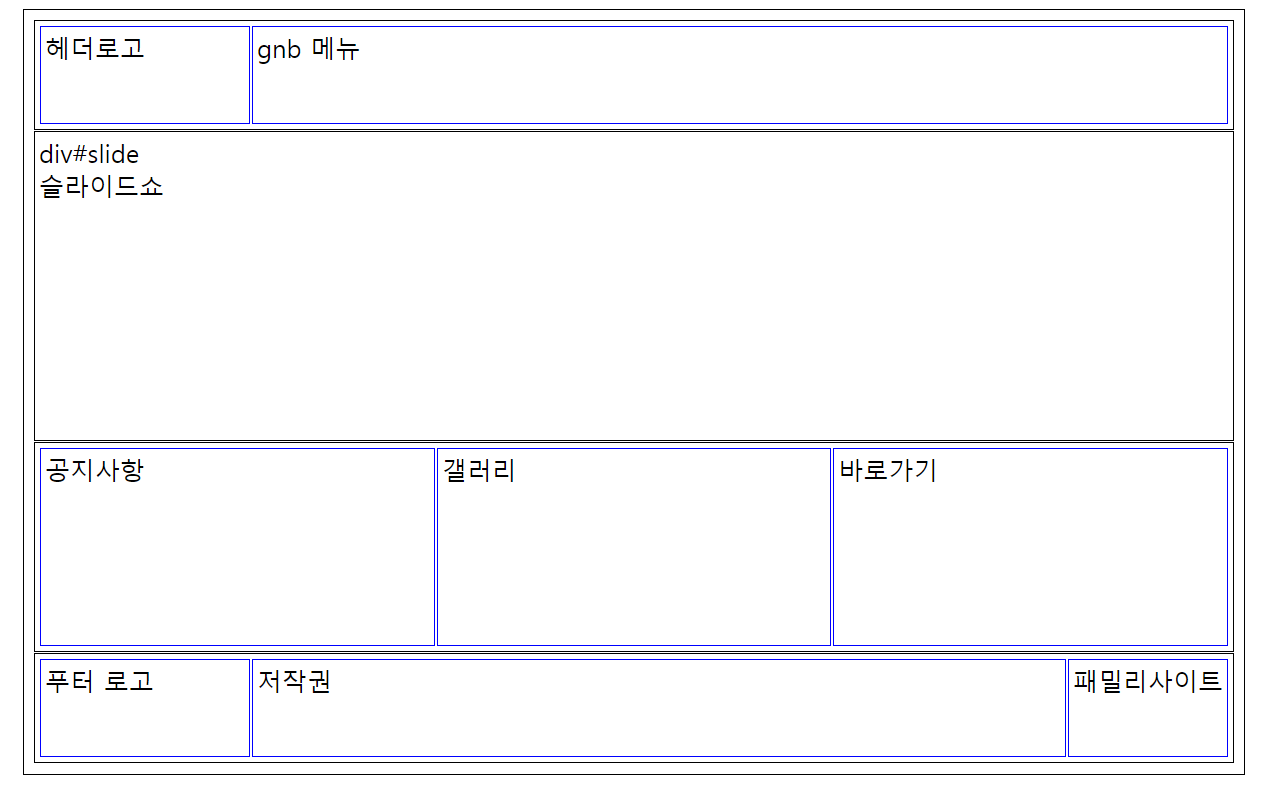 헤더로고
gnb 메뉴
div#slide
슬라이드쇼
공지사항
갤러리
바로가기
푸터 로고
저작권
패밀리사이트